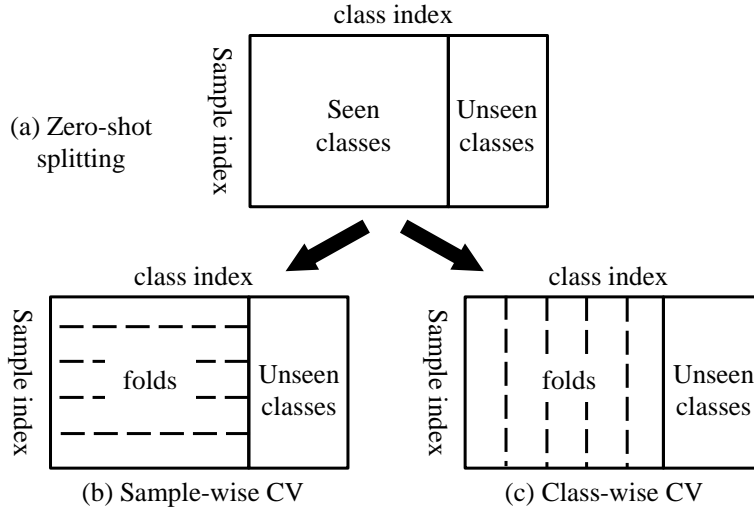 class index
Sample index
Seen
classes
Unseen
classes
(a) Zero-shot
splitting
class index
Sample index
folds
Unseen
classes
(b) Sample-wise CV
class index
Sample index
folds
Unseen
classes
(c) Class-wise CV